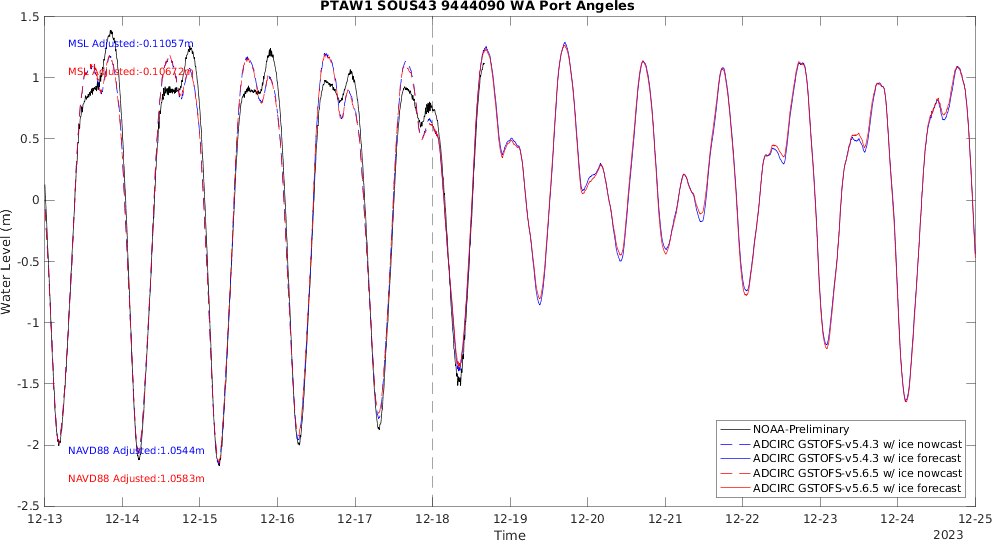 PTAW1 SOUS43 9444090 WA Port Angeles
1.5
1
0.5
0
-0.5
-1
-1.5
-2
-2.5
Water Level (m)
MSL Adjusted:-0.11057m
MSL Adjusted:-0.10672m
NAVD88 Adjusted:1.0544m
NAVD88 Adjusted:1.0583m
NOAA-Preliminary
ADCIRC GSTOFS-v5.4.3 w/ ice nowcast
ADCIRC GSTOFS-v5.4.3 w/ ice forecast
ADCIRC GSTOFS-v5.6.5 w/ ice nowcast
ADCIRC GSTOFS-v5.6.5 w/ ice forecast
12-13 12-14 12-15 12-16 12-17 12-18 12-19 12-20 12-21 12-22 12-23 12-24 12-25
Time
2023